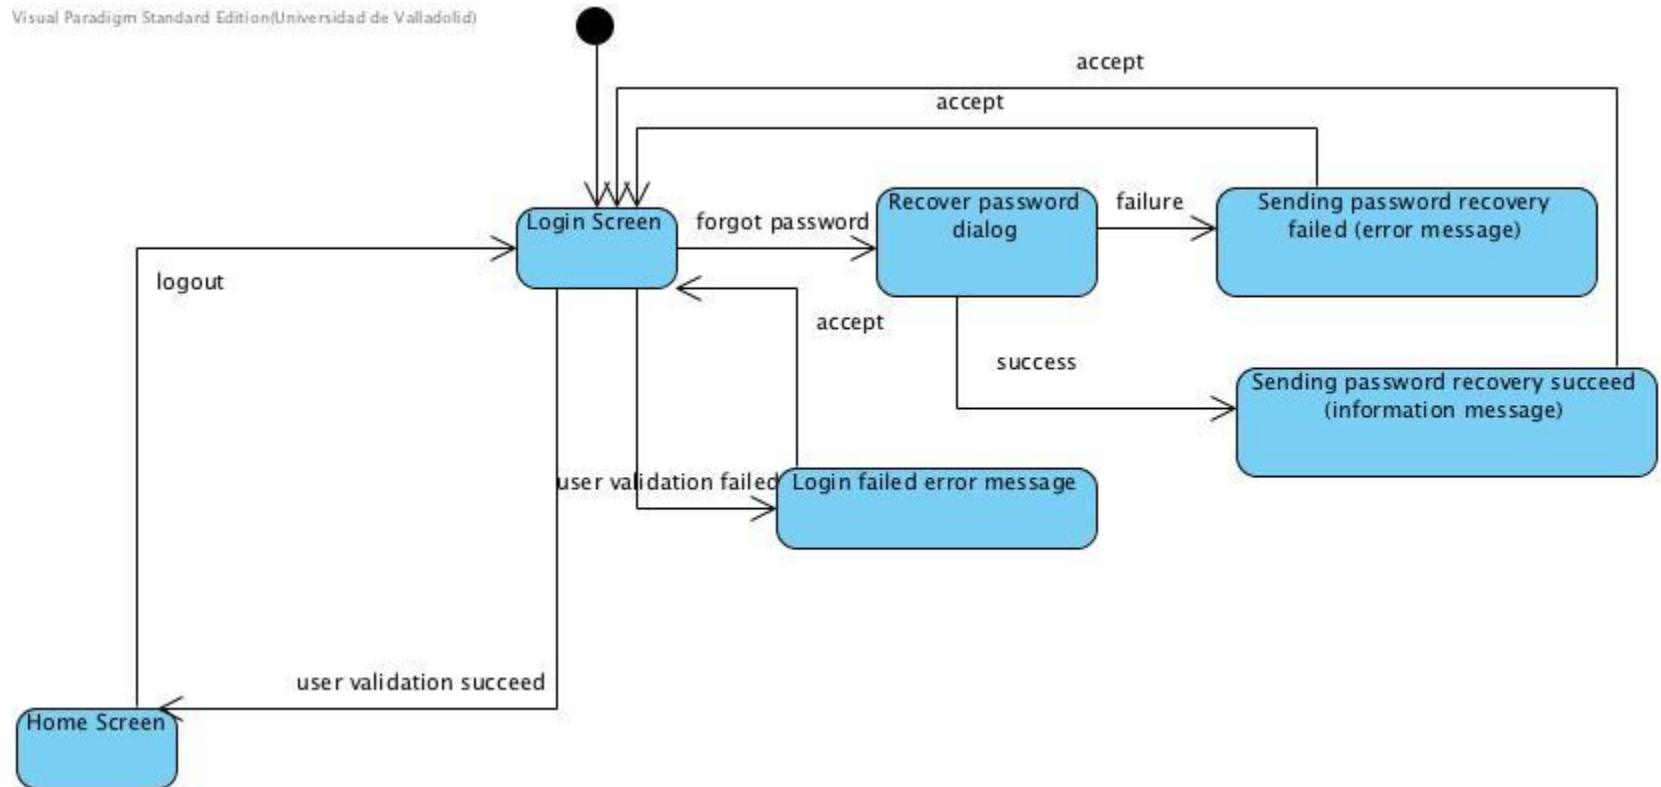 Visual Paradigm Standard Edition(Universidad de Valladolid)
accept
accept
Login Screen
forgot password
Recover password
dialog
failure
Sending password recovery
failed (error message)
logout
accept
success
Sending password recovery succeed
(information message)
user validation failed
Login failed error message
user validation succeed
Home Screen